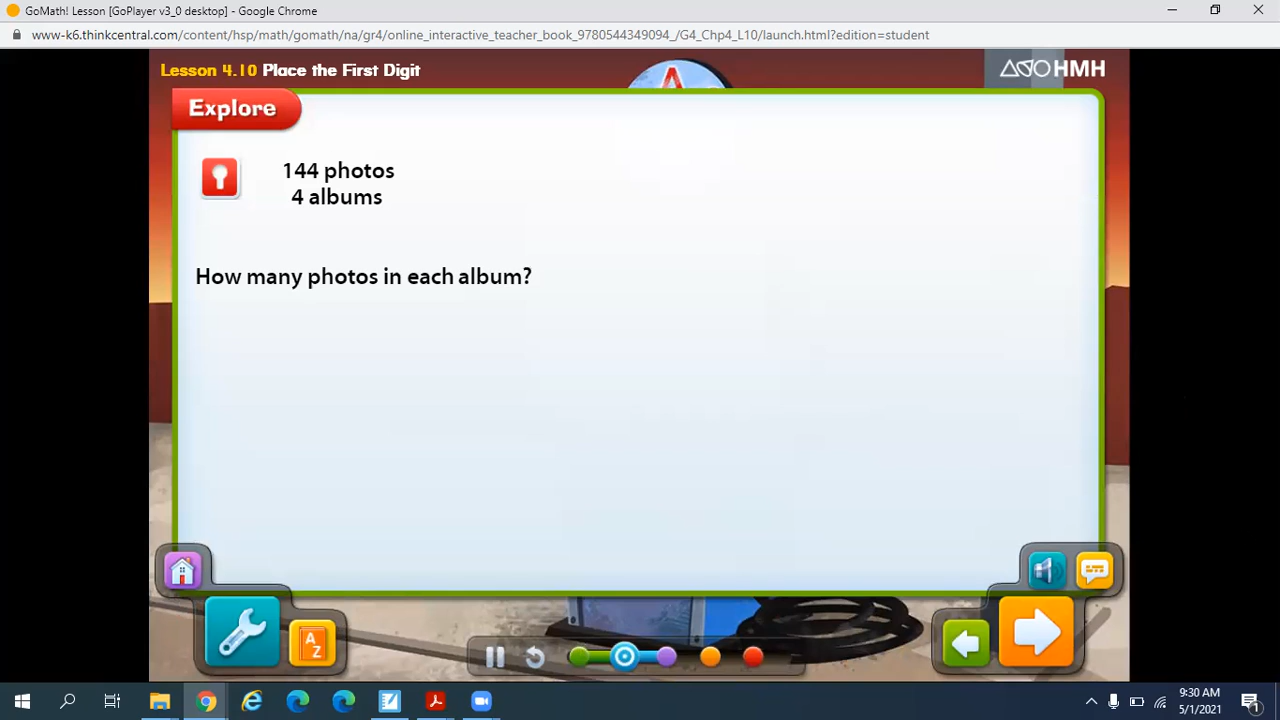 GoMath! Lesson [GoPlayer v3_0 desktop] - Google Chrome
www-k6.thinkcentral.com/content/hsp/math/gomath/na/gr4/online_interactive_teacher_book_9780544349094_/G4_Chp4_L10/launch.html?edition=student
Lesson 4.10 Place the First Digit
HMH
Explore
144 photos
4 albums
How many photos in each album?
A
Z
9:30 AM
5/1/2021
1